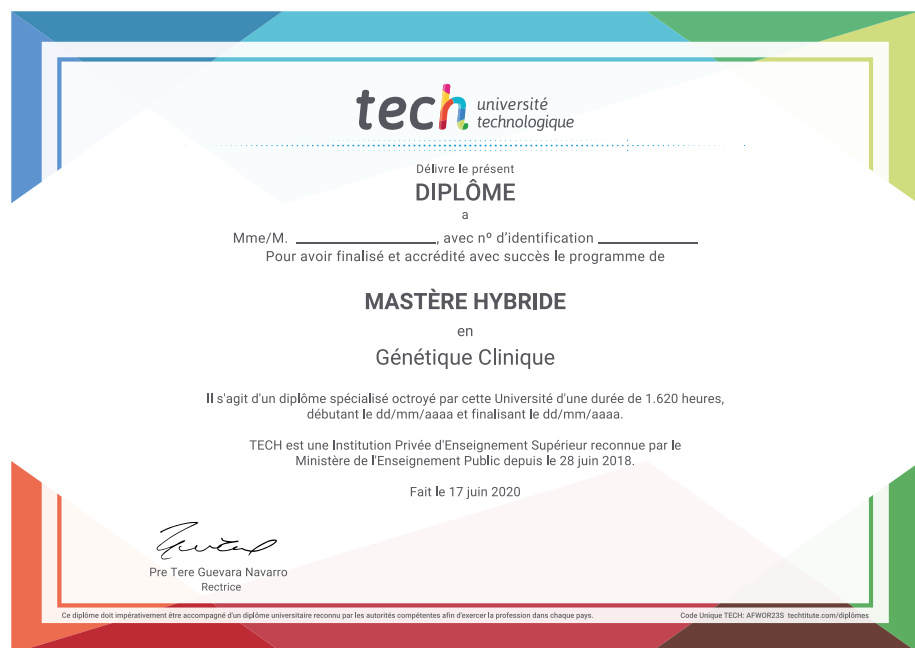 tech université
technologique
Délivre le présent
DIPLÔME
a
Mme/M. ____________________, avec nº d'identification ______________
Pour avoir finalisé et accrédité avec succès le programme de
MASTÈRE HYBRIDE
en
Génétique Clinique
Il s'agit d'un diplôme spécialisé octroyé par cette Université d'une durée de 1.620 heures,
débutant le dd/mm/aaaa et finalisant le dd/mm/aaaa.
TECH est une Institution Privée d'Enseignement Supérieur reconnue par le
Ministère de l'Enseignement Public depuis le 28 juin 2018.
Fait le 17 juin 2020
Pre Tere Guevara Navarro
Rectrice
Ce diplôme doit impérativement être accompagné d'un diplôme universitaire reconnu par les autorités compétentes afin d'exercer la profession dans chaque pays. Code Unique TECH: AFWOR23S techtitute.com/diplômes